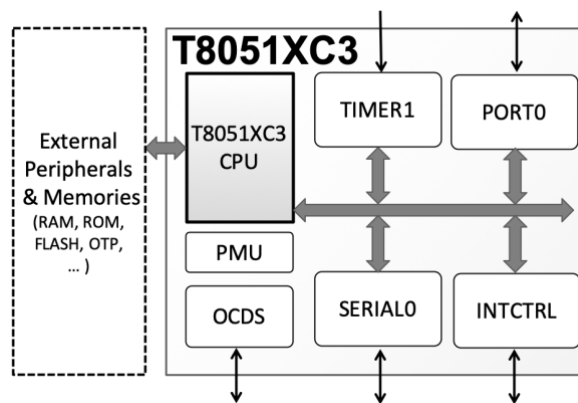 T8051XC3
External
Peripherals
& Memories
(RAM, ROM,
FLASH, OTP,
... )
T8051XC3
CPU
TIMER1
PORT0
PMU
OCDS
SERIAL0
INTCTRL